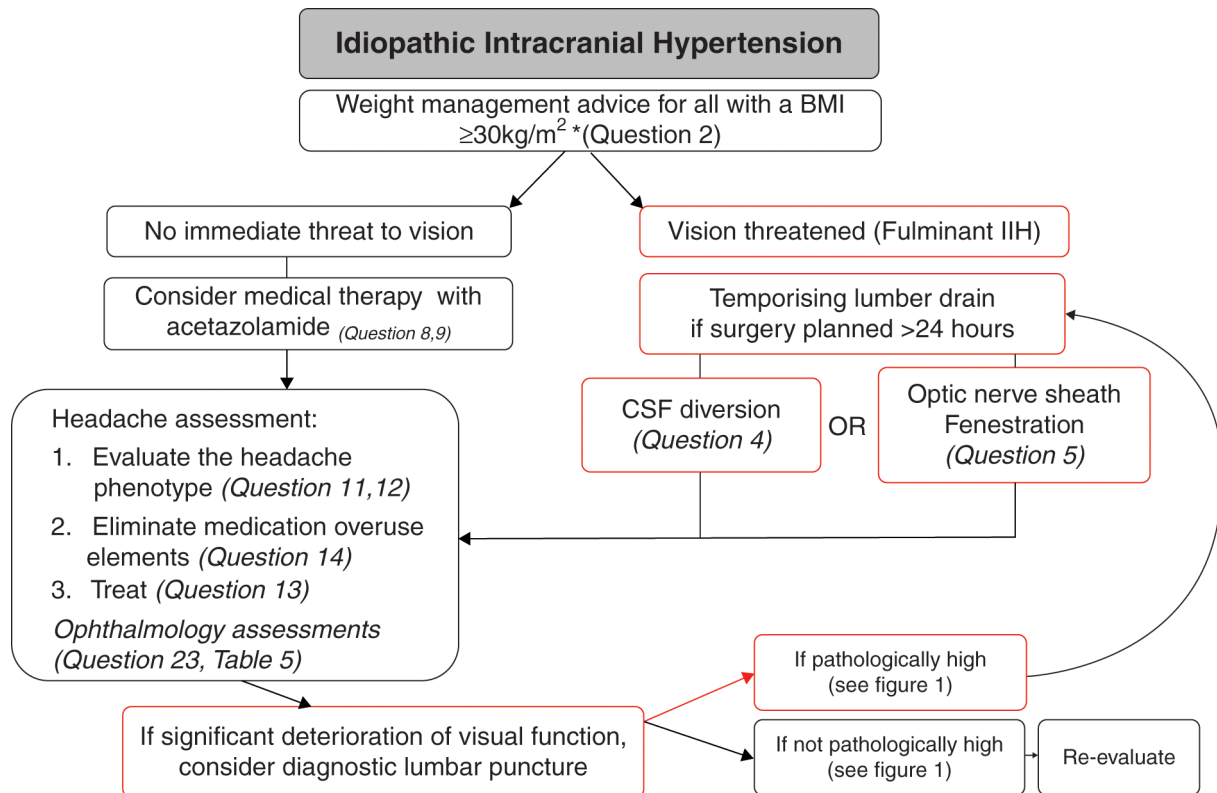 Idiopathic Intracranial Hypertension
Weight management advice for all with a BMI
≥30kg/m² *(Question 2)
No immediate threat to vision
Vision threatened (Fulminant IIH)
Consider medical therapy with
acetazolamide (Question 8,9)
Temporising lumber drain
if surgery planned >24 hours
CSF diversion
(Question 4)
OR
Optic nerve sheath
Fenestration
(Question 5)
Headache assessment:
1. Evaluate the headache
phenotype (Question 11,12)
2. Eliminate medication overuse
elements (Question 14)
3. Treat (Question 13)
Ophthalmology assessments
(Question 23, Table 5)
If significant deterioration of visual function,
consider diagnostic lumbar puncture
If pathologically high
(see figure 1)
If not pathologically high
(see figure 1)
Re-evaluate